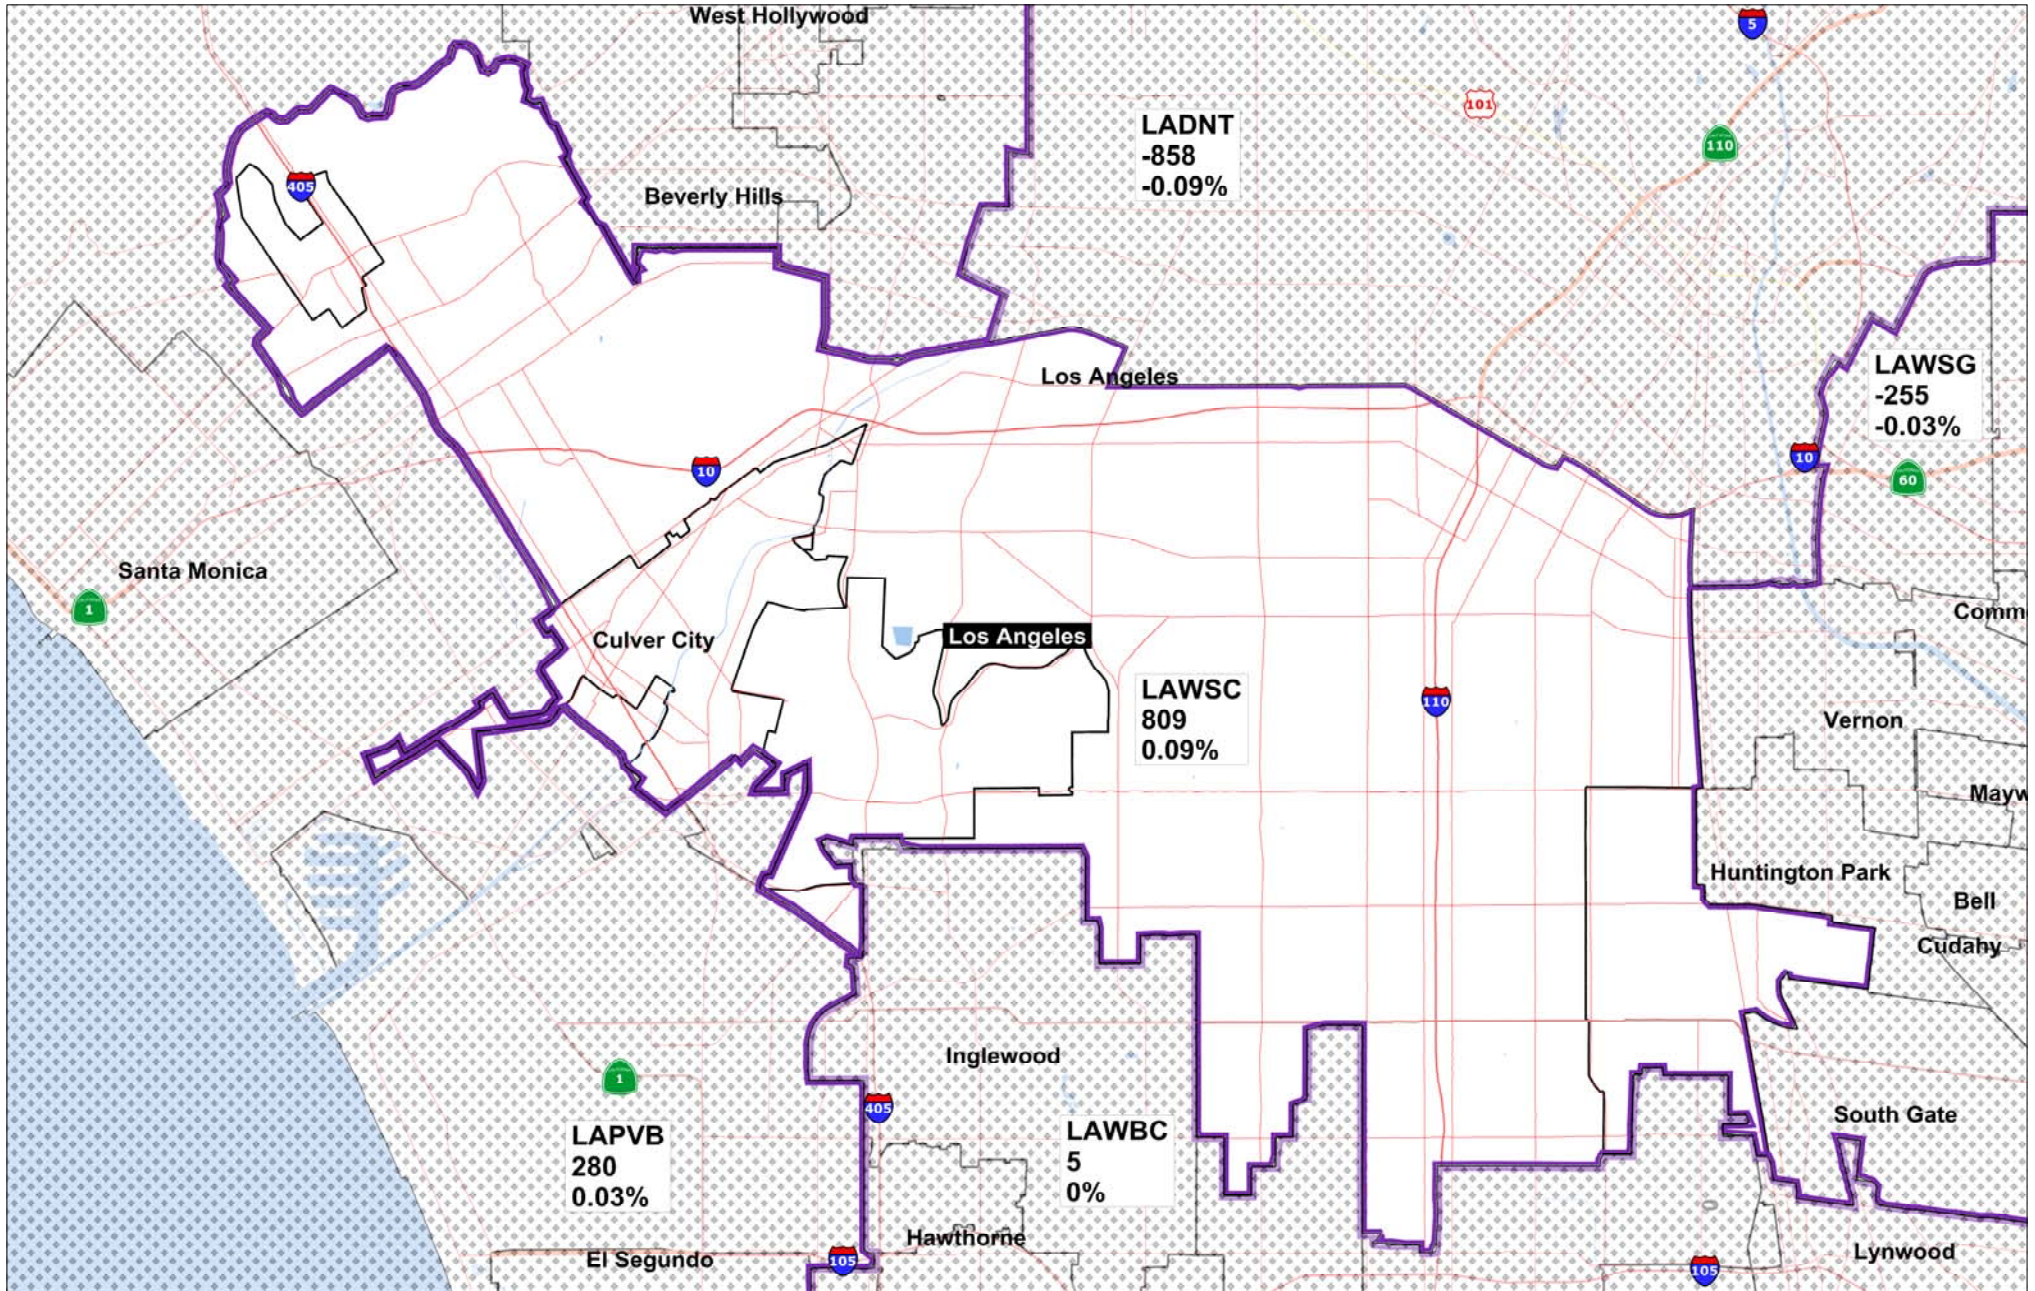 West Hollywood
5
101
LADNT
-858
-0.09%
110
405
Beverly Hills
LAWSG
-255
-0.03%
Los Angeles
10
10
60
Santa Monica
1
Culver City
Los Angeles
Comm
LAWSC
809
0.09%
110
Vernon
Mayw
Huntington Park
Bell
Cudahy
Inglewood
1
405
LAPVB
280
0.03%
LAWBC
5
0%
South Gate
Hawthorne
El Segundo
105
105
Lynwood